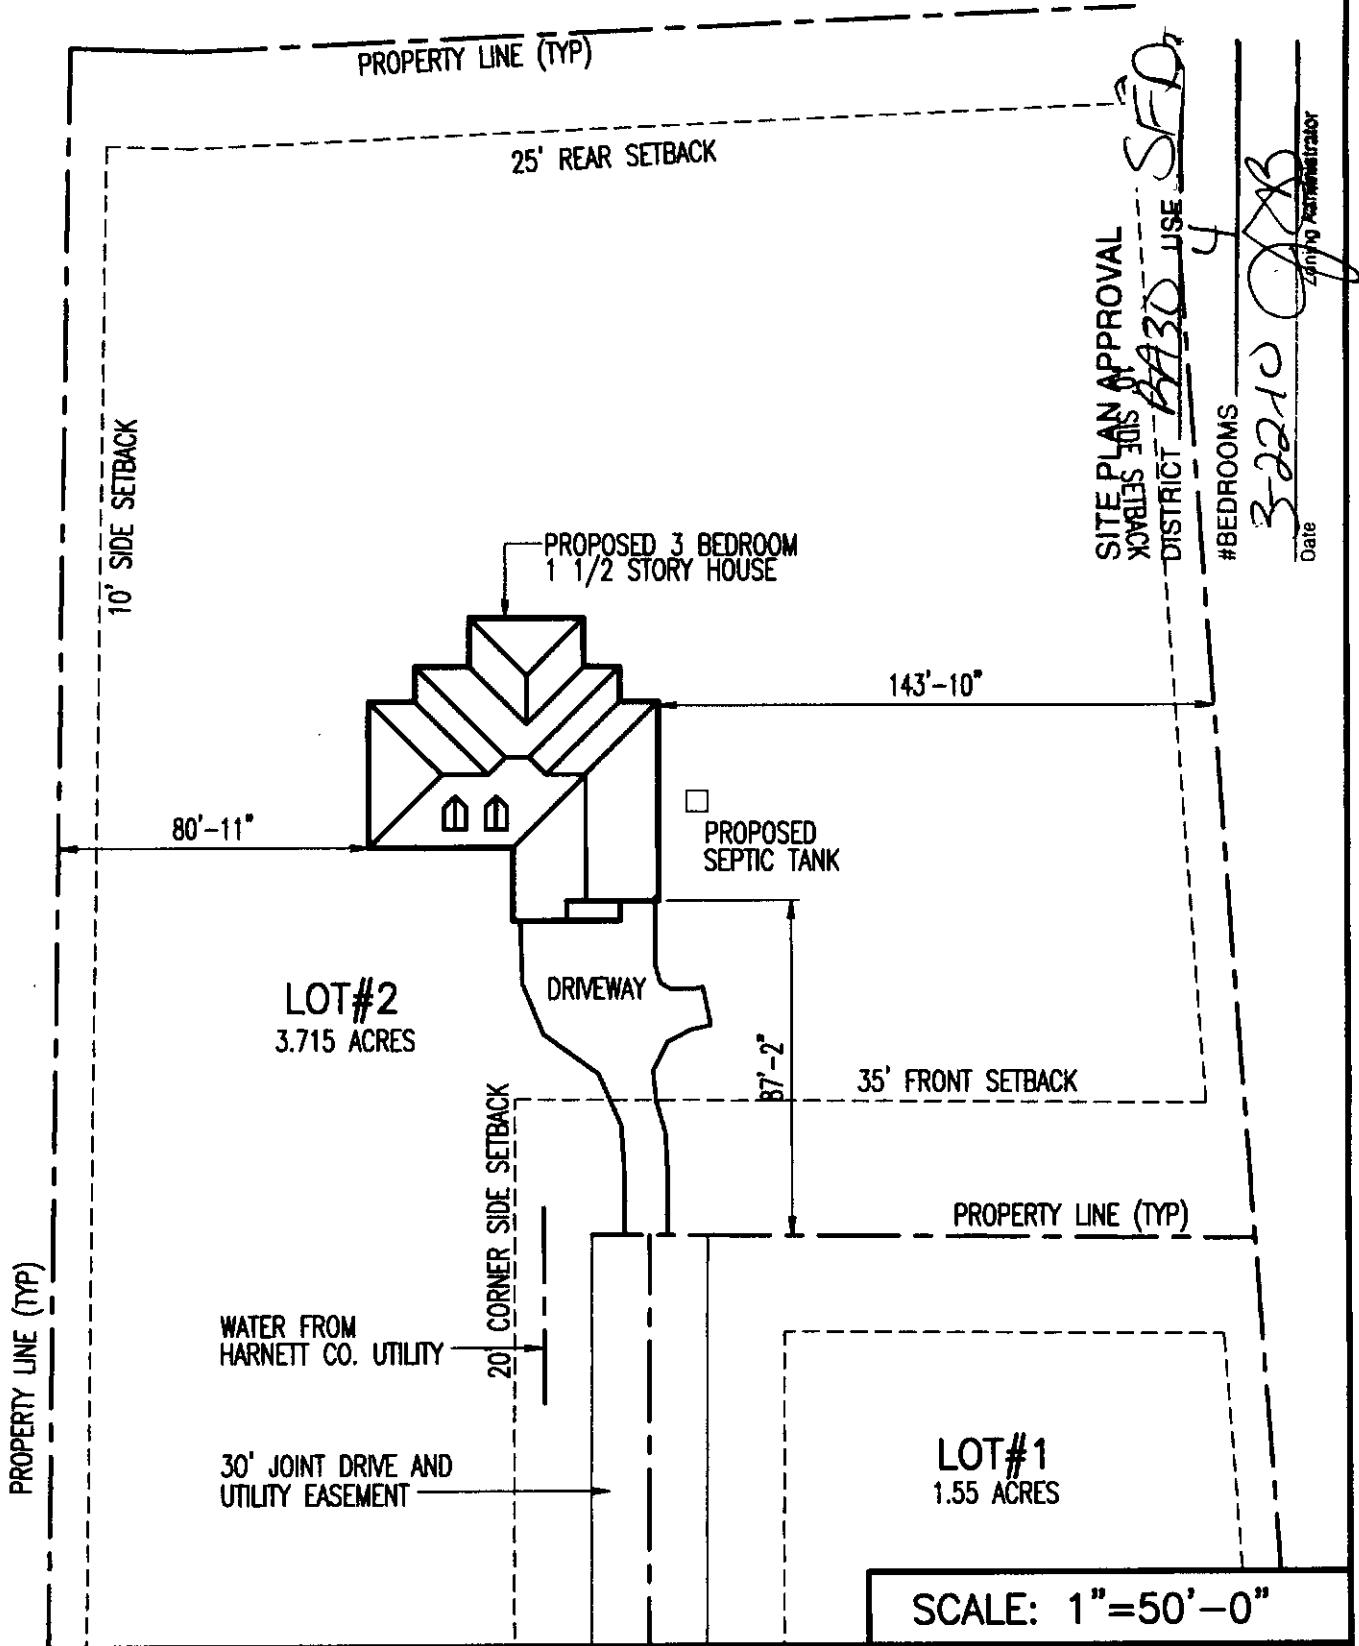 PROPERTY LINE (TYP)
25' REAR SETBACK
10' SIDE SETBACK
SITE PLAN APPROVAL
10' SIDE SETBACK
DISTRICT RA30 USE SFD
#BEDROOMS 4
3-22-10
Date
Zoning Administrator
PROPOSED 3 BEDROOM
1 1/2 STORY HOUSE
143'-10"
80'-11"
PROPOSED
SEPTIC TANK
LOT#2
3.715 ACRES
DRIVEWAY
87'-2"
35' FRONT SETBACK
20' CORNER SIDE SETBACK
PROPERTY LINE (TYP)
PROPERTY LINE (TYP)
WATER FROM
HARNETT CO. UTILITY
30' JOINT DRIVE AND
UTILITY EASEMENT
LOT#1
1.55 ACRES
SCALE: 1"=50'-0"